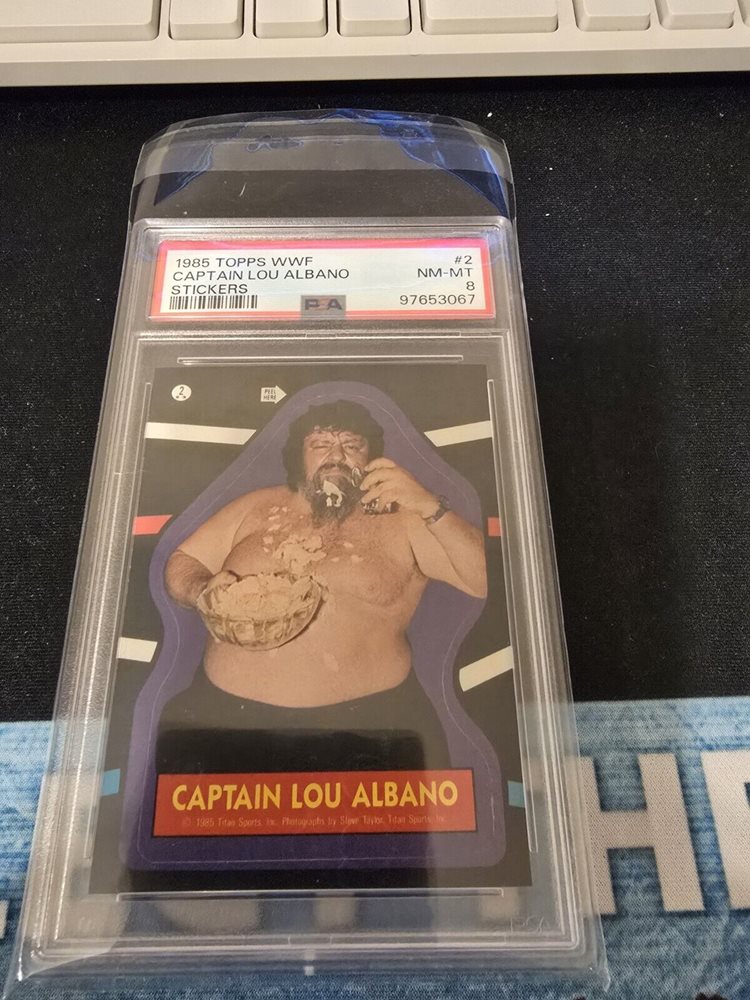 1985 TOPPS WWF #2
CAPTAIN LOU ALBANO NM-MT
STICKERS 8
PSA 97653067
2
PEEL
HERE
CAPTAIN LOU ALBANO
© 1985 Titan Sports, Inc. Photographs by Steve Taylor, Titan Sports, Inc.
PSA